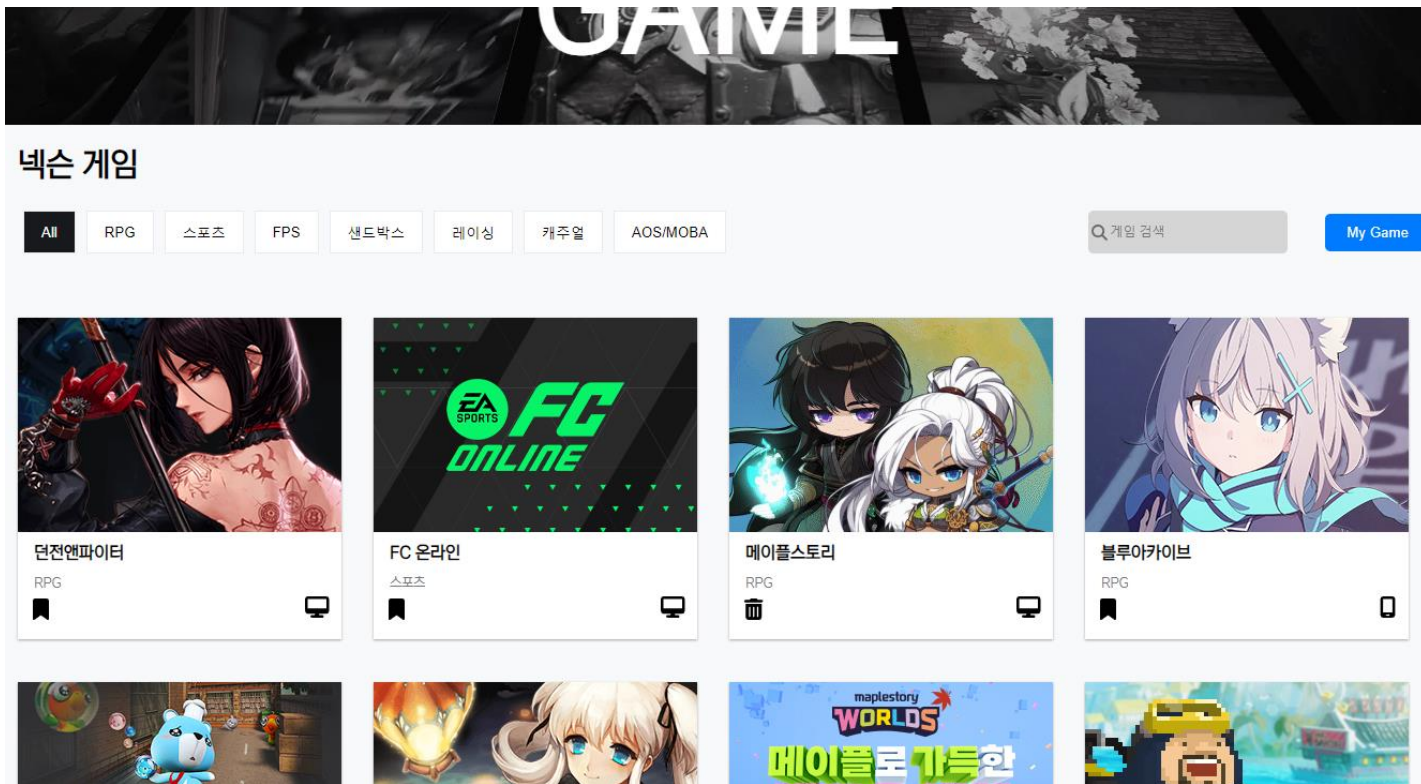 GAME
넥슨 게임
All RPG 스포츠 FPS 샌드박스 레이싱 캐주얼 AOS/MOBA 게임 검색 My Game
EA
SPORTS
FC
ONLINE
던전앤파이터
RPG
FC 온라인
스포츠
메이플스토리
RPG
블루아카이브
RPG
maplestory
WORLDS
메이플로 가득한